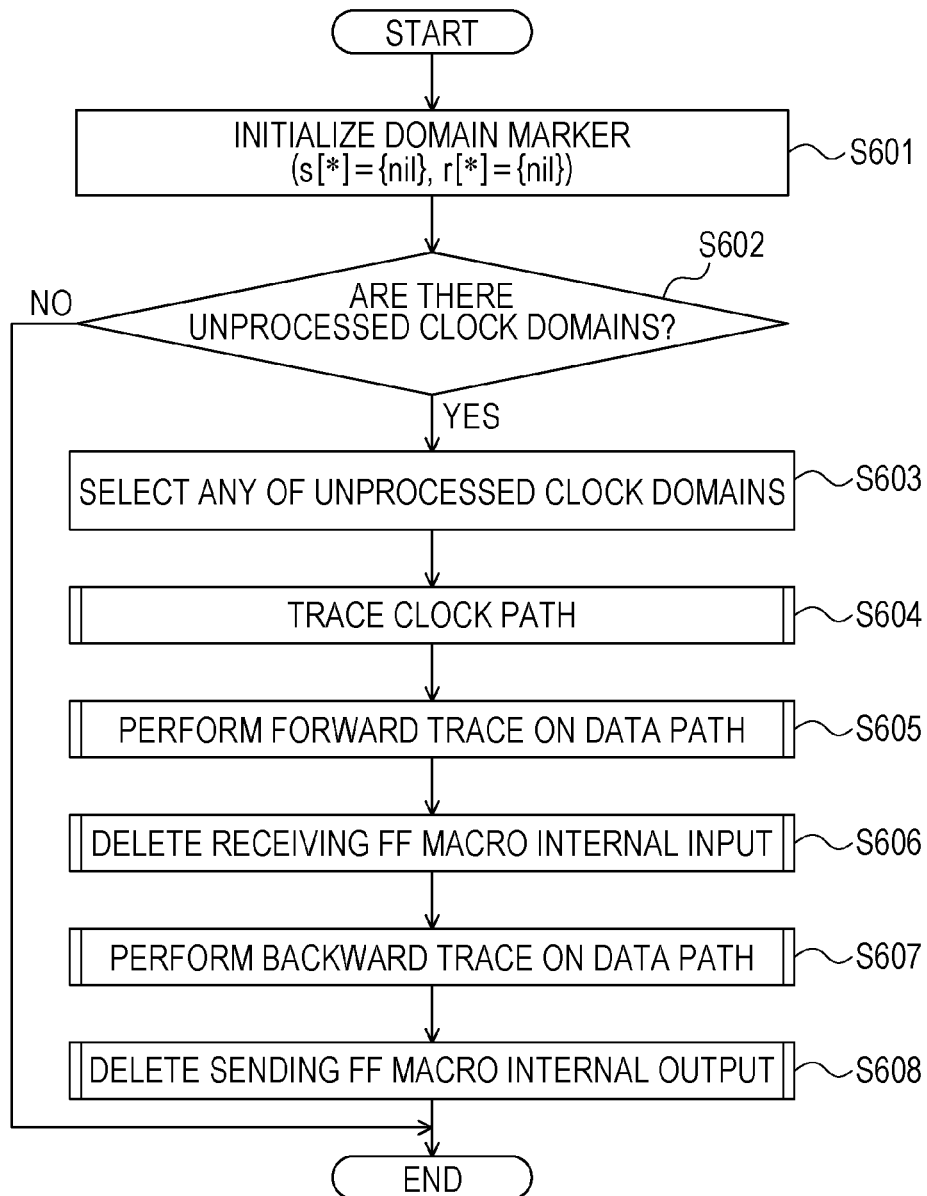 START
INITIALIZE DOMAIN MARKER
(s[*]={nil}, r[*]={nil})
S601
S602
NO
ARE THERE
UNPROCESSED CLOCK DOMAINS?
YES
SELECT ANY OF UNPROCESSED CLOCK DOMAINS
S603
TRACE CLOCK PATH
S604
PERFORM FORWARD TRACE ON DATA PATH
S605
DELETE RECEIVING FF MACRO INTERNAL INPUT
S606
PERFORM BACKWARD TRACE ON DATA PATH
S607
DELETE SENDING FF MACRO INTERNAL OUTPUT
S608
END